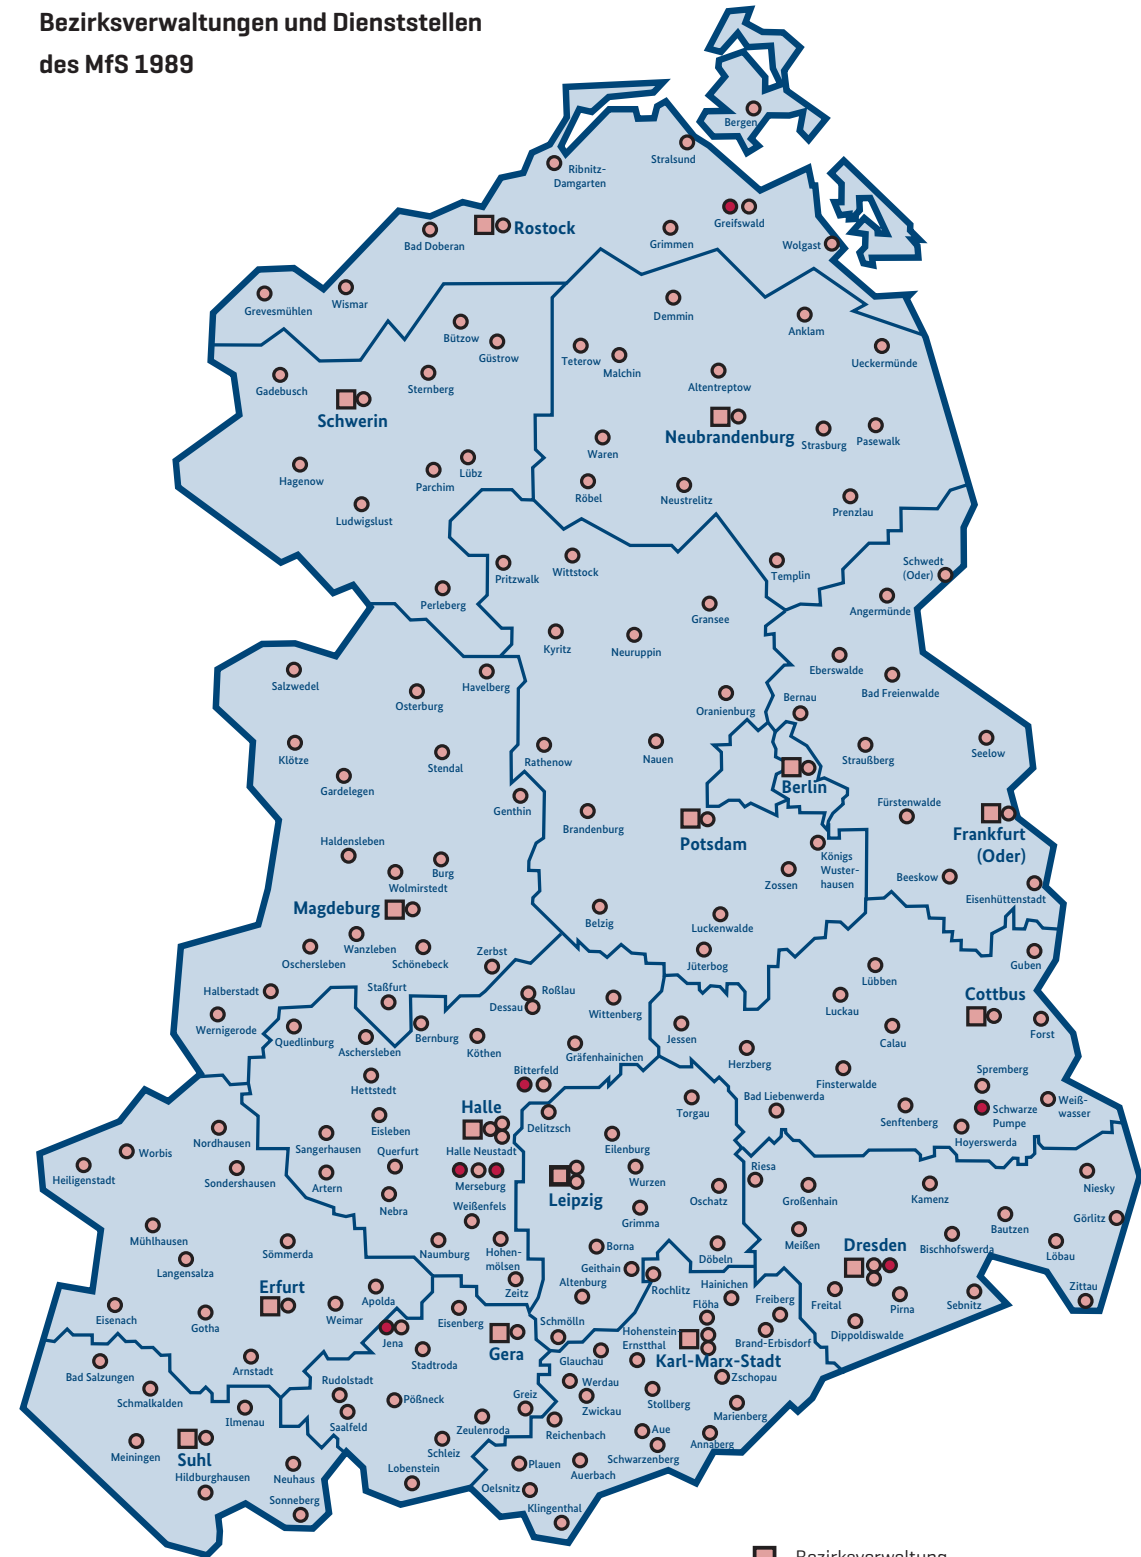 Bezirksverwaltungen und Dienststellen
des MfS 1989
Bergen
Stralsund
Ribnitz-
Damgarten
Greifswald
Rostock
Bad Doberan
Grimmen
Wolgast
Grevesmühlen
Wismar
Demmin
Anklam
Bützow
Güstrow
Teterow
Malchin
Ueckermünde
Gadebusch
Sternberg
Altentreptow
Schwerin
Neubrandenburg
Strasburg
Pasewalk
Waren
Hagenow
Parchim
Lübz
Röbel
Neustrelitz
Ludwigslust
Prenzlau
Pritzwalk
Wittstock
Templin
Schwedt
(Oder)
Perleberg
Gransee
Angermünde
Kyritz
Neuruppin
Salzwedel
Havelberg
Eberswalde
Bad Freienwalde
Osterburg
Oranienburg
Bernau
Klötze
Stendal
Rathenow
Nauen
Straußberg
Seelow
Gardelegen
Berlin
Genthin
Brandenburg
Fürstenwalde
Frankfurt
(Oder)
Haldensleben
Potsdam
Königs
Wuster-
hausen
Burg
Wolmirstedt
Zossen
Beeskow
Eisenhüttenstadt
Magdeburg
Belzig
Luckenwalde
Wanzleben
Oschersleben
Schönebeck
Zerbst
Jüterbog
Guben
Lübben
Halberstadt
Staßfurt
Roßlau
Dessau
Wittenberg
Luckau
Cottbus
Wernigerode
Quedlinburg
Aschersleben
Bernburg
Köthen
Gräfenhainichen
Jessen
Herzberg
Calau
Forst
Hettstedt
Bitterfeld
Finsterwalde
Spremberg
Torgau
Bad Liebenwerda
Senftenberg
Schwarze
Pumpe
Weiß-
wasser
Halle
Delitzsch
Eisleben
Nordhausen
Sangerhausen
Halle Neustadt
Eilenburg
Hoyerswerda
Worbis
Heiligenstadt
Sondershausen
Artern
Querfurt
Merseburg
Leipzig
Wurzen
Oschatz
Riesa
Großenhain
Kamenz
Niesky
Nebra
Weißenfels
Grimma
Mühlhausen
Meißen
Bautzen
Görlitz
Bischofswerda
Löbau
Langensalza
Sömmerda
Naumburg
Hohen-
mölsen
Borna
Döbeln
Dresden
Zeitz
Geithain
Altenburg
Rochlitz
Hainichen
Zittau
Erfurt
Apolda
Freiberg
Freital
Pirna
Sebnitz
Eisenach
Gotha
Weimar
Eisenberg
Schmölln
Flöha
Dippoldiswalde
Jena
Gera
Hohenstein-
Ernstthal
Brand-Erbisdorf
Stadtroda
Glauchau
Karl-Marx-Stadt
Bad Salzungen
Arnstadt
Zschopau
Schmalkalden
Rudolstadt
Werdau
Pößneck
Greiz
Zwickau
Stollberg
Marienberg
Ilmenau
Saalfeld
Zeulenroda
Reichenbach
Aue
Annaberg
Meiningen
Suhl
Schleiz
Schwarzenberg
Hildburghausen
Neuhaus
Lobenstein
Plauen
Auerbach
Oelsnitz
Sonneberg
Klingenthal
Bezirksverwaltung